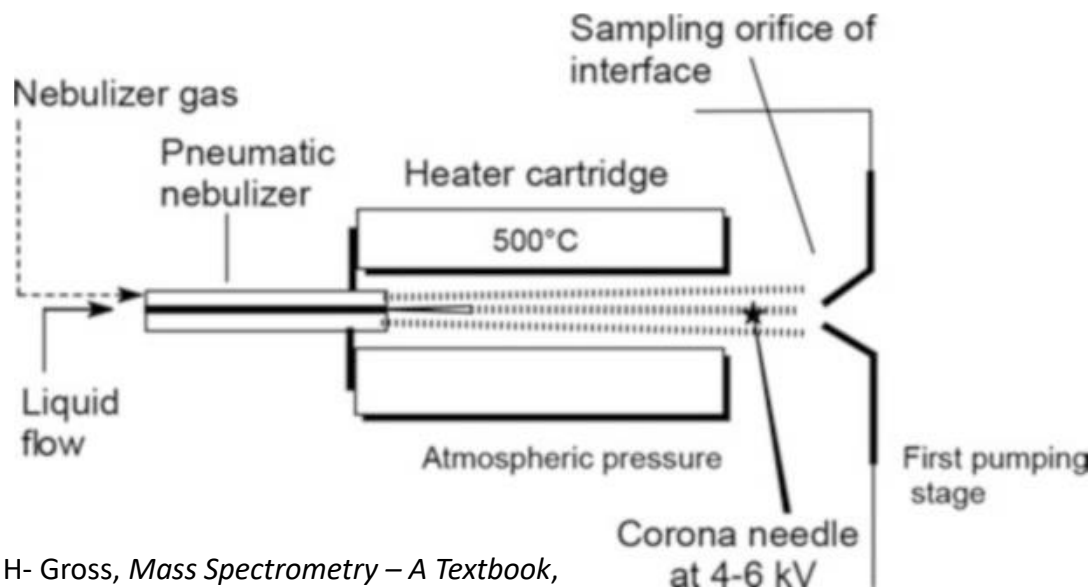 Sampling orifice of
interface
Nebulizer gas
Pneumatic
nebulizer
Heater cartridge
500°C
Liquid
flow
Atmospheric pressure
First pumping
stage
Corona needle
at 4-6 kV
H- Gross, Mass Spectrometry – A Textbook,